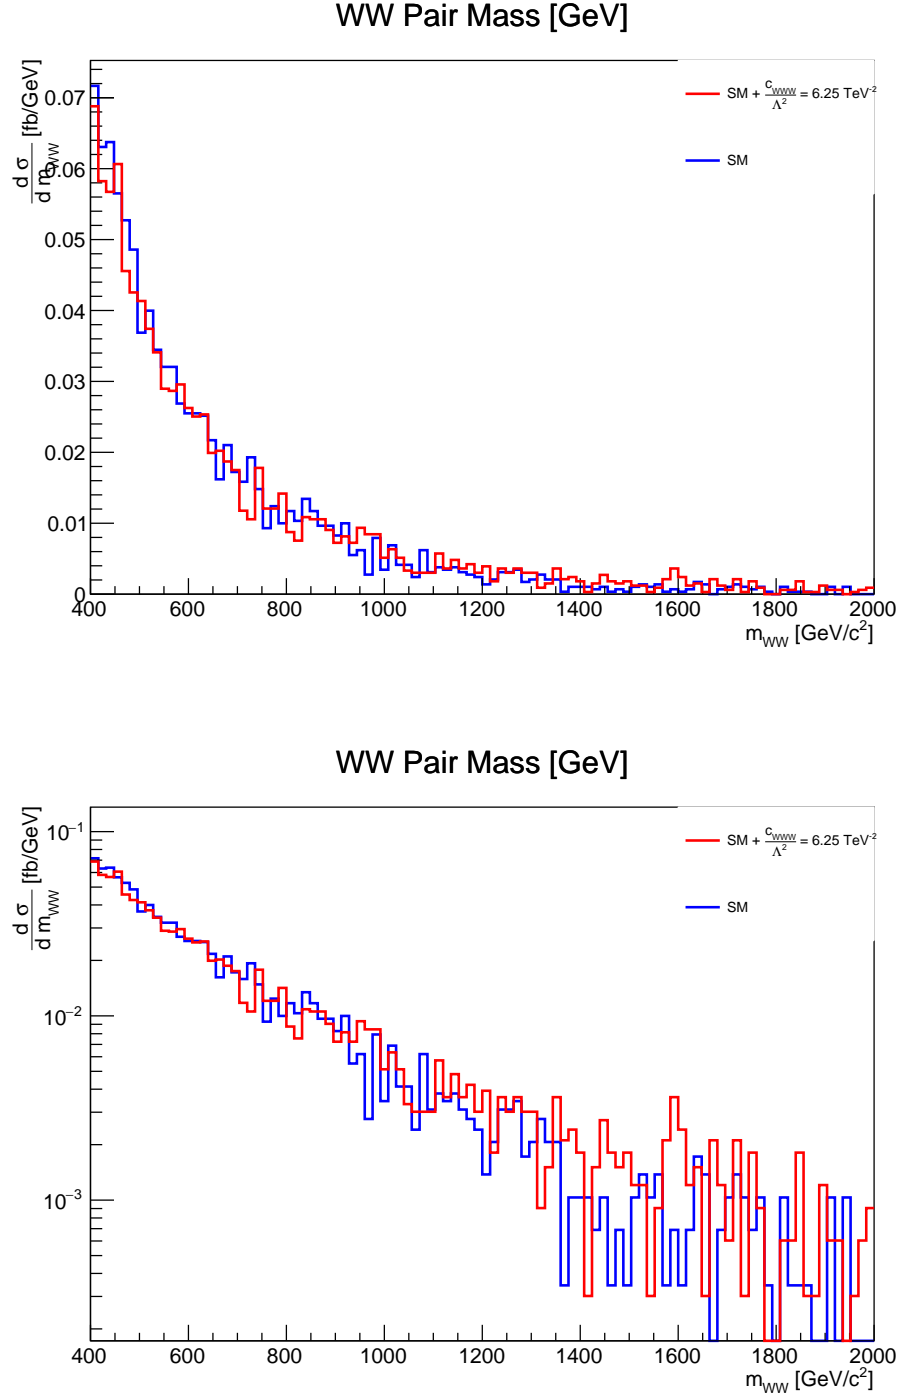 WW Pair Mass [GeV]
d σ / d m_WW [fb/GeV]
0.07
0.06
0.05
0.04
0.03
0.02
0.01
0
SM + c_WWW / Λ² = 6.25 TeV⁻²
SM
400 600 800 1000 1200 1400 1600 1800 2000
m_WW [GeV/c²]
WW Pair Mass [GeV]
d σ / d m_WW [fb/GeV]
10⁻¹
10⁻²
10⁻³
SM + c_WWW / Λ² = 6.25 TeV⁻²
SM
400 600 800 1000 1200 1400 1600 1800 2000
m_WW [GeV/c²]